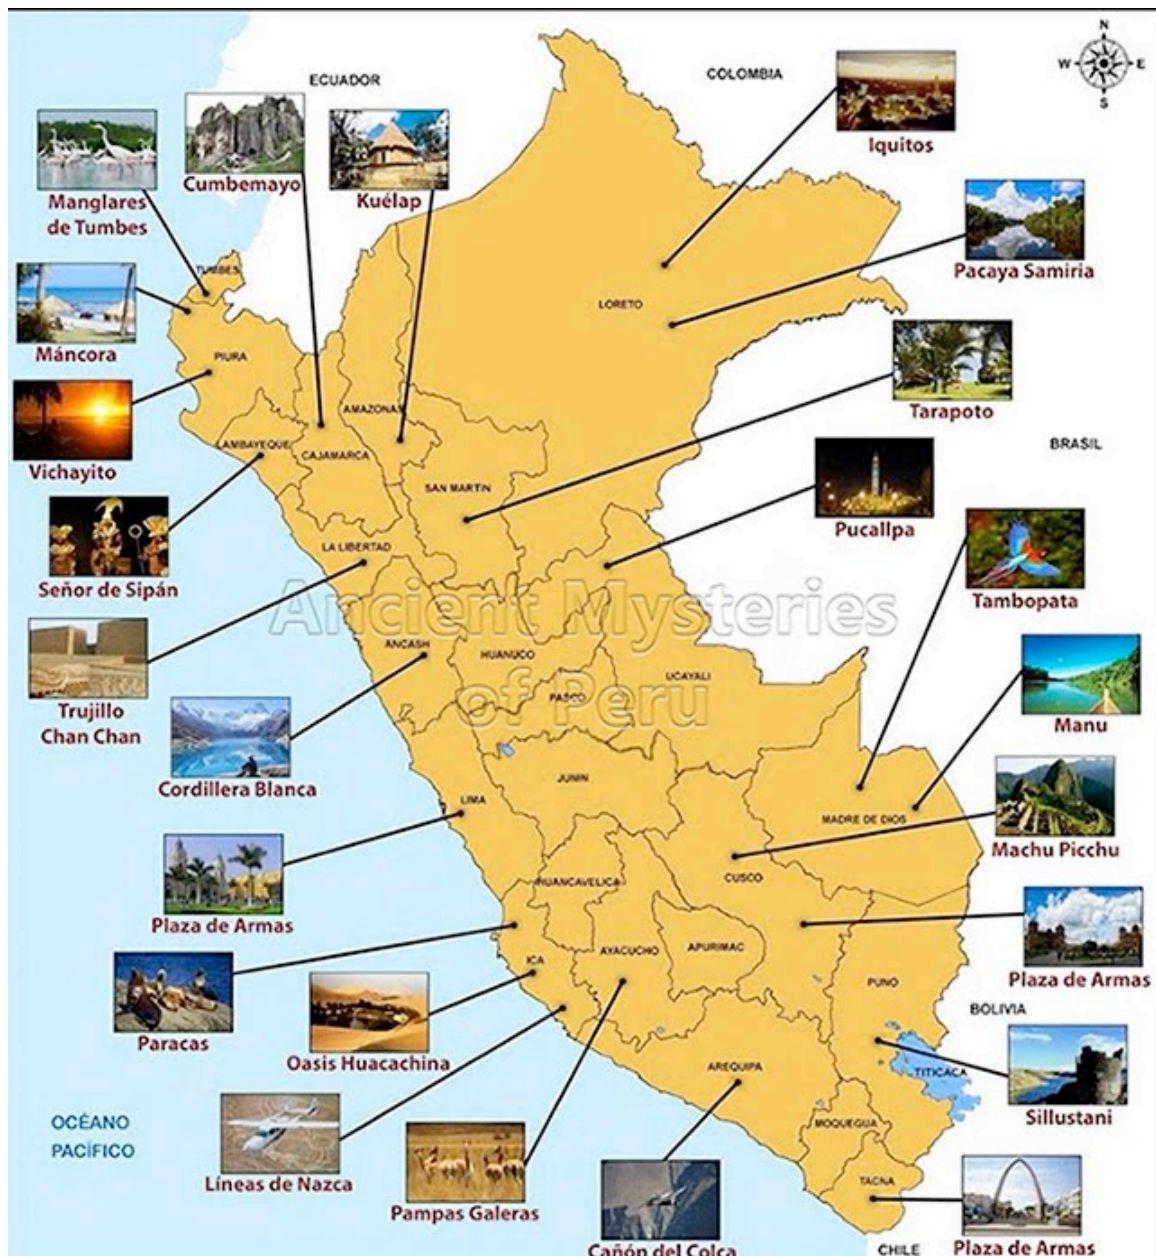 N
W
E
S
ECUADOR
COLOMBIA
Iquitos
Cumbemayo
Kuélap
Manglares
de Tumbes
Pacaya Samiria
TUMBES
LORETO
Máncora
PIURA
Tarapoto
AMAZONAS
LAMBAYEQUE
CAJAMARCA
BRASIL
Vichayito
SAN MARTIN
Pucallpa
LA LIBERTAD
Señor de Sipán
Tambopata
Ancient Mysteries
of Peru
ANCASH
HUANUCO
UCAYALI
PASCO
Trujillo
Chan Chan
Manu
Cordillera Blanca
JUNIN
LIMA
MADRE DE DIOS
Machu Picchu
CUSCO
HUANCAVELICA
Plaza de Armas
AYACUCHO
APURIMAC
ICA
PUNO
Plaza de Armas
BOLIVIA
Paracas
Oasis Huacachina
AREQUIPA
TITICACA
Sillustani
OCÉANO
PACÍFICO
MOQUEGUA
Líneas de Nazca
TACNA
Pampas Galeras
Cañón del Colca
CHILE
Plaza de Armas